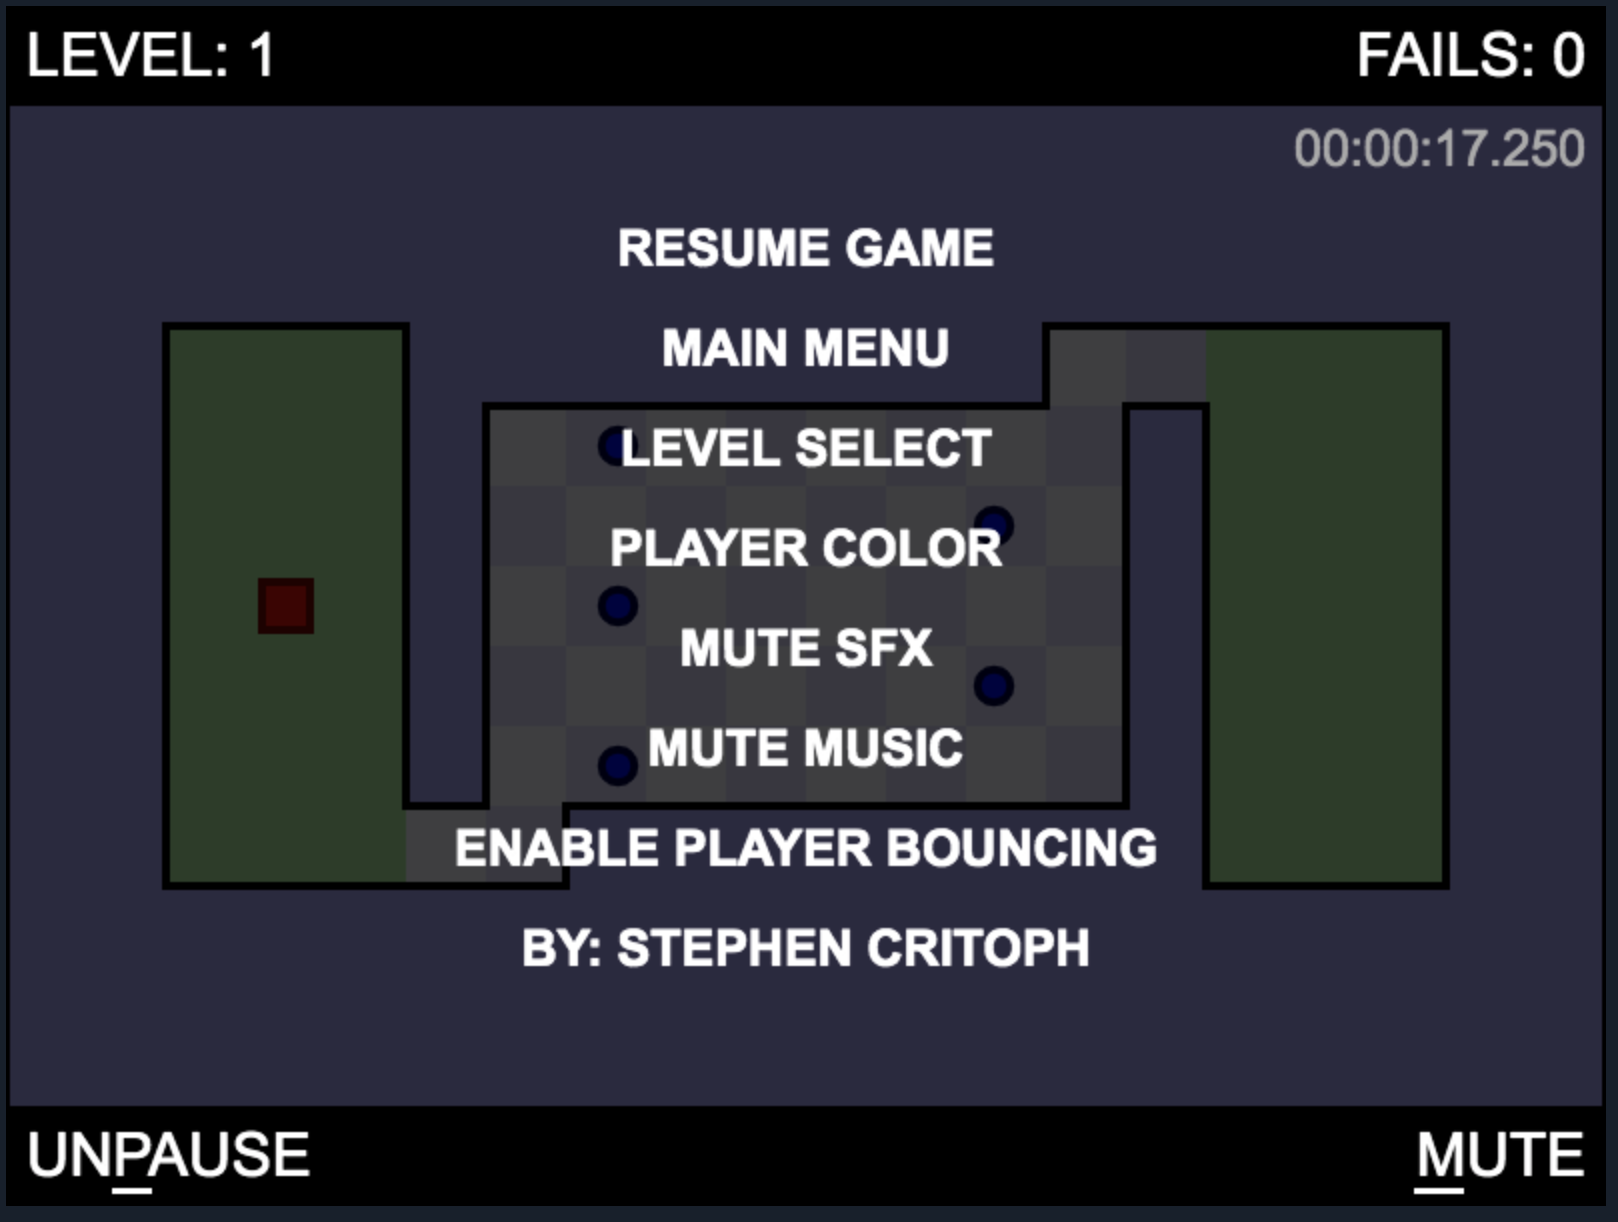 LEVEL: 1
FAILS: 0
00:00:17.250
RESUME GAME
MAIN MENU
LEVEL SELECT
PLAYER COLOR
MUTE SFX
MUTE MUSIC
ENABLE PLAYER BOUNCING
BY: STEPHEN CRITOPH
UNPAUSE
MUTE